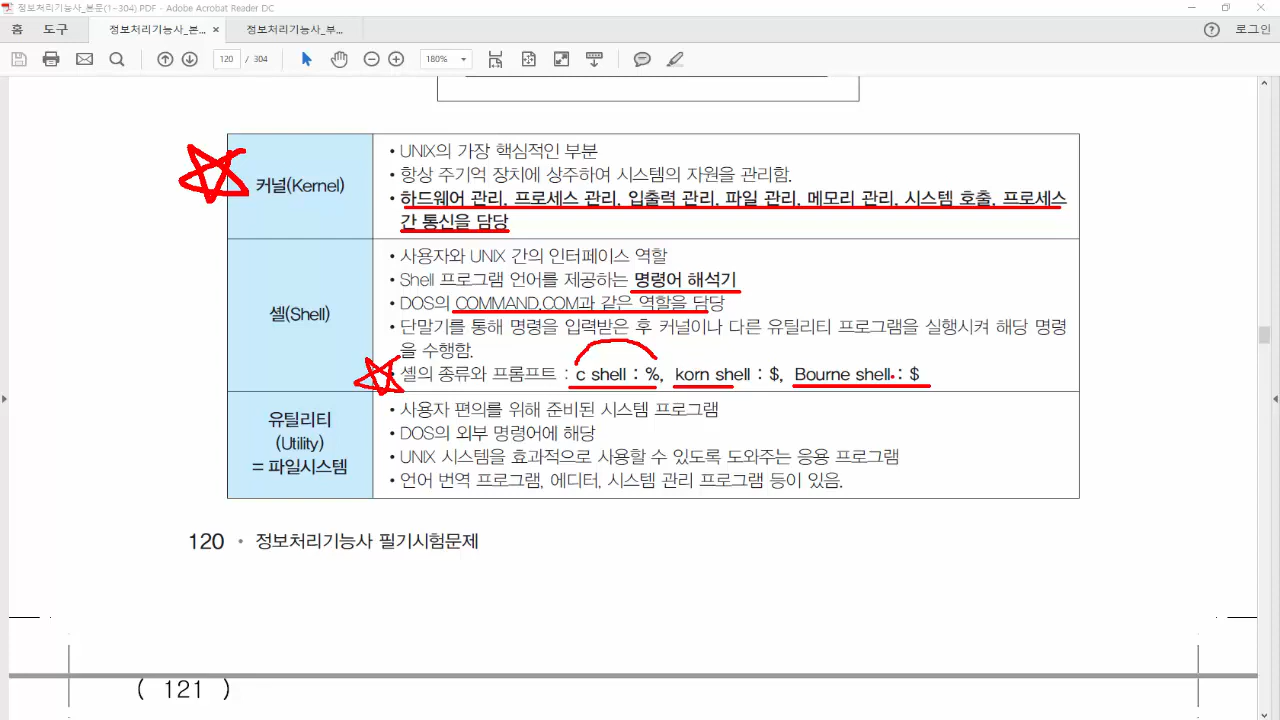 정보처리기능사_본문(1~304) PDF - Adobe Acrobat Reader DC
홈 도구 정보처리기능사_본... × 정보처리기능사_부... 로그인
120 / 304 180%
커널(Kernel)
• UNIX의 가장 핵심적인 부분
• 항상 주기억 장치에 상주하여 시스템의 자원을 관리함.
• 하드웨어 관리, 프로세스 관리, 입출력 관리, 파일 관리, 메모리 관리, 시스템 호출, 프로세스
간 통신을 담당
셸(Shell)
• 사용자와 UNIX 간의 인터페이스 역할
• Shell 프로그램 언어를 제공하는 명령어 해석기
• DOS의 COMMAND.COM과 같은 역할을 담당
• 단말기를 통해 명령을 입력받은 후 커널이나 다른 유틸리티 프로그램을 실행시켜 해당 명령
을 수행함.
• 셸의 종류와 프롬프트 : c shell : %, korn shell : $, Bourne shell : $
유틸리티
(Utility)
= 파일시스템
• 사용자 편의를 위해 준비된 시스템 프로그램
• DOS의 외부 명령어에 해당
• UNIX 시스템을 효과적으로 사용할 수 있도록 도와주는 응용 프로그램
• 언어 번역 프로그램, 에디터, 시스템 관리 프로그램 등이 있음.
120 • 정보처리기능사 필기시험문제
( 121 )